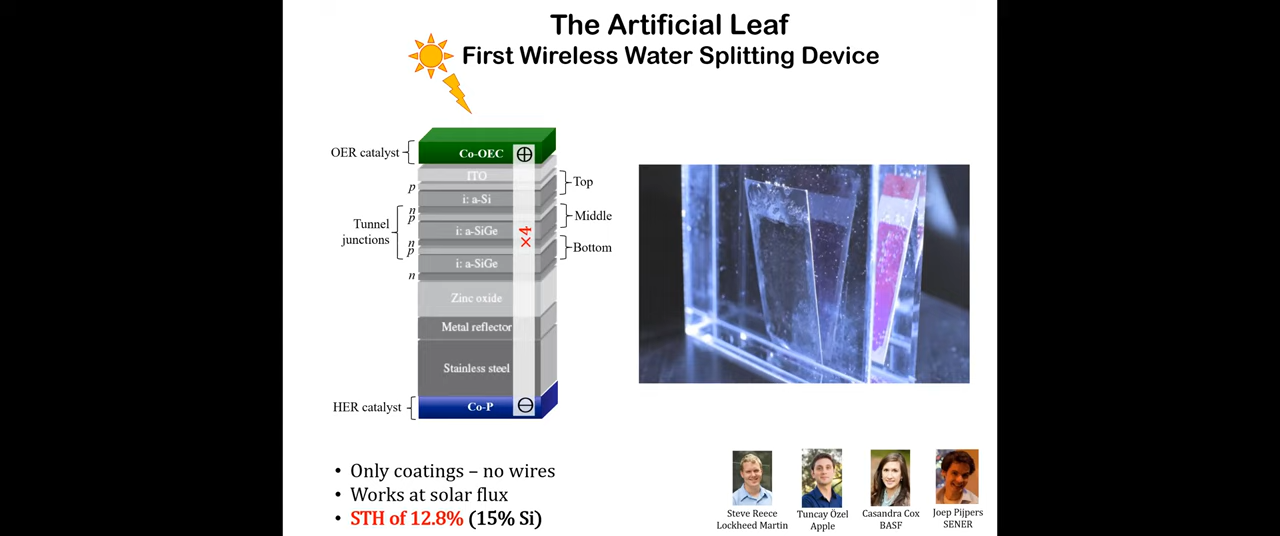 The Artificial Leaf
First Wireless Water Splitting Device
OER catalyst
Co-OEC
ITO
p
i: a-Si
n
p
i: a-SiGe
n
p
i: a-SiGe
n
Tunnel
junctions
Top
Middle
Bottom
×4
Zinc oxide
Metal reflector
Stainless steel
HER catalyst
Co-P
• Only coatings – no wires
• Works at solar flux
• STH of 12.8% (15% Si)
Steve Reece
Lockheed Martin
Tuncay Özel
Apple
Casandra Cox
BASF
Joep Pijpers
SENER